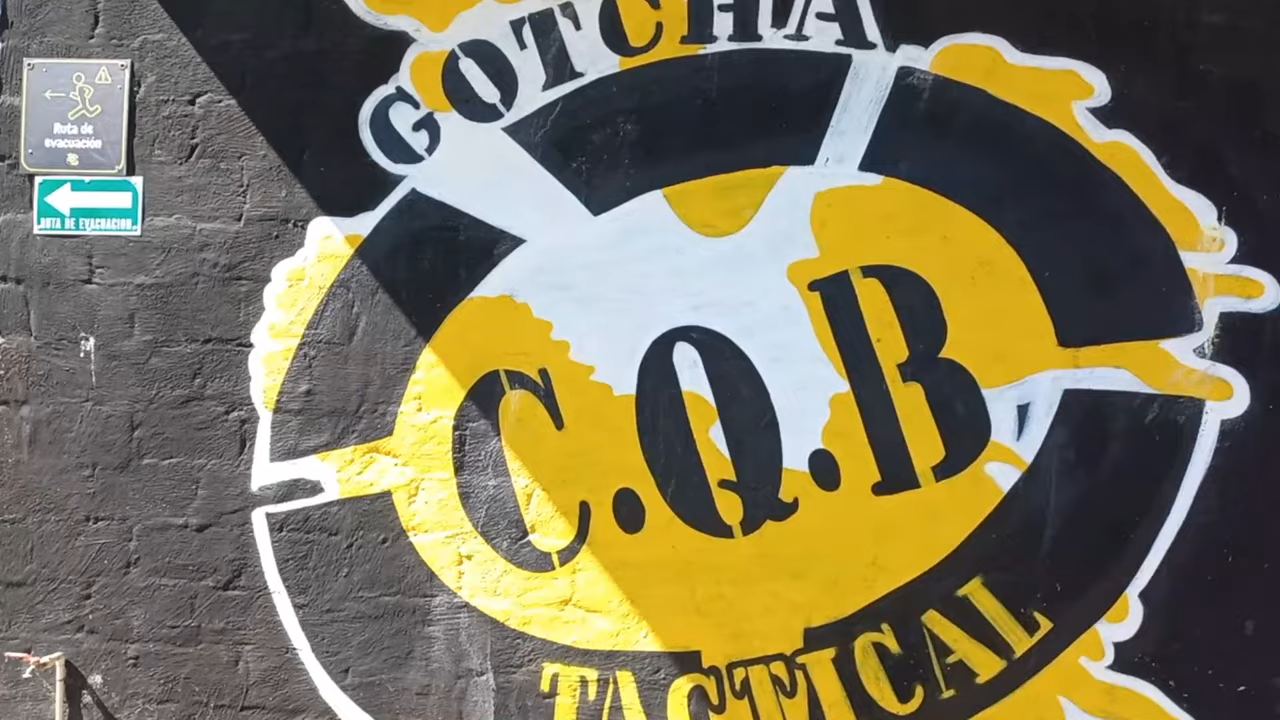 GOTCHA
Ruta de
evacuación
RUTA DE EVACUACION
C.Q.B
TACTICAL